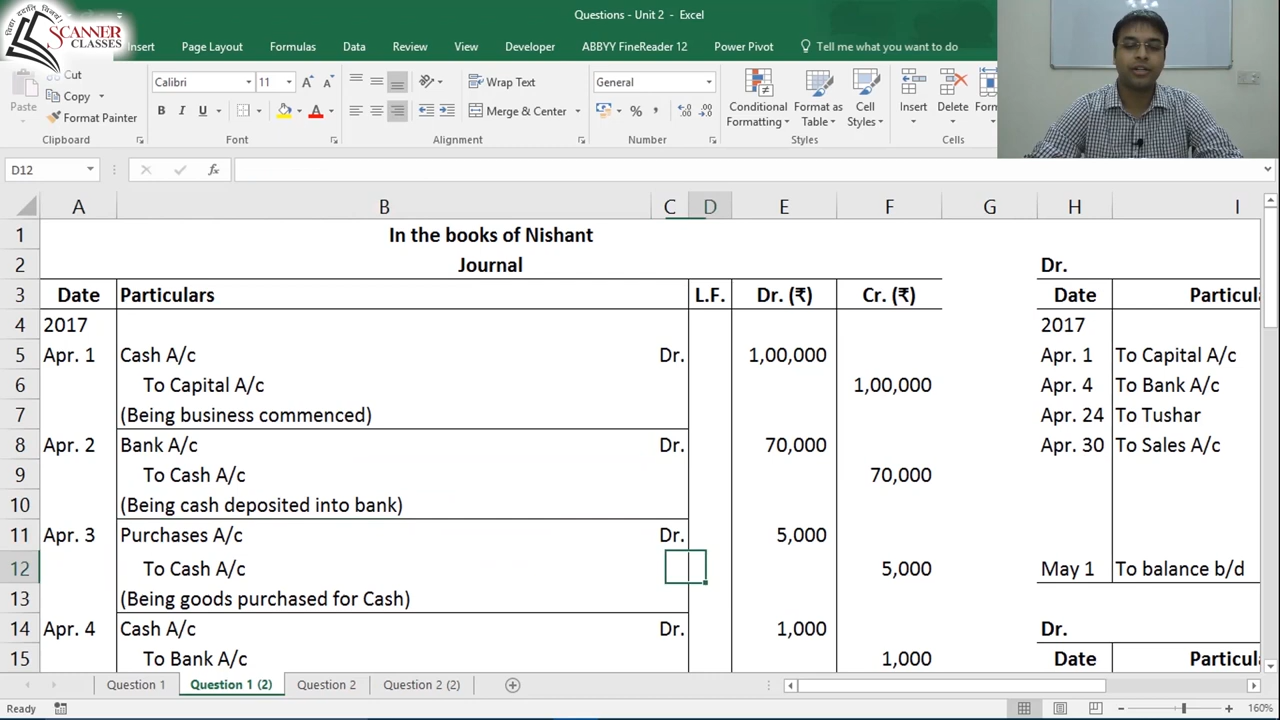 विद्या ददाति विनयं
SCANNER
CLASSES
Questions - Unit 2 - Excel
Insert Page Layout Formulas Data Review View Developer ABBYY FineReader 12 Power Pivot Tell me what you want to do
Cut
Copy
Format Painter
Paste
Calibri 11
B I U
Wrap Text
Merge & Center
General
Conditional Formatting
Format as Table
Cell Styles
Insert
Delete
Clipboard Font Alignment Number Styles Cells
D12 fx
A B C D E F G H I
1 In the books of Nishant
2 Journal Dr.
3 Date Particulars L.F. Dr. (₹) Cr. (₹) Date
4 2017 2017
5 Apr. 1 Cash A/c Dr. 1,00,000 Apr. 1 To Capital A/c
6 To Capital A/c 1,00,000 Apr. 4 To Bank A/c
7 (Being business commenced) Apr. 24 To Tushar
8 Apr. 2 Bank A/c Dr. 70,000 Apr. 30 To Sales A/c
9 To Cash A/c 70,000
10 (Being cash deposited into bank)
11 Apr. 3 Purchases A/c Dr. 5,000
12 To Cash A/c 5,000 May 1 To balance b/d
13 (Being goods purchased for Cash)
14 Apr. 4 Cash A/c Dr. 1,000 Dr.
15 To Bank A/c 1,000 Date
Question 1 Question 1 (2) Question 2 Question 2 (2)
Ready 160%